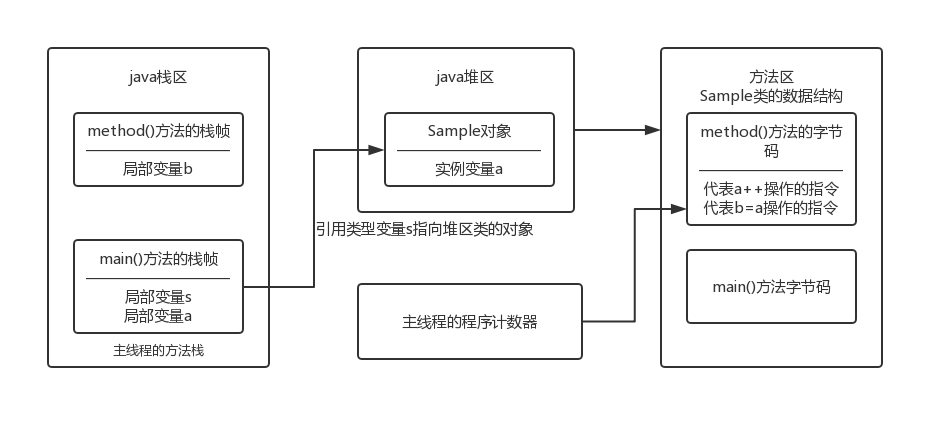 java栈区
method()方法的栈帧
局部变量b
main()方法的栈帧
局部变量s
局部变量a
主线程的方法栈
java堆区
Sample对象
实例变量a
引用类型变量s指向堆区类的对象
主线程的程序计数器
方法区
Sample类的数据结构
method()方法的字节
码
代表a++操作的指令
代表b=a操作的指令
main()方法字节码